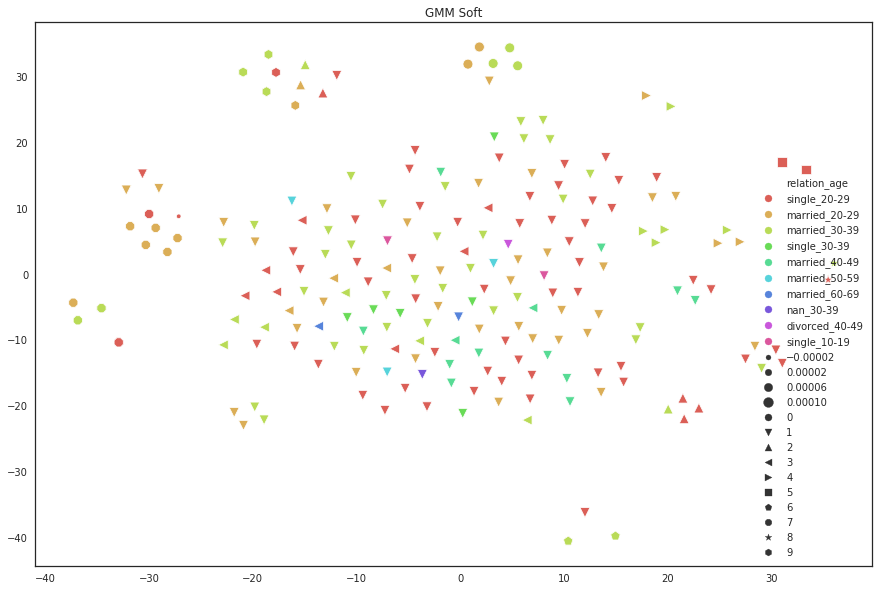 GMM Soft
30
20
10
0
−10
−20
−30
−40
−40
−30
−20
−10
0
10
20
30
relation_age
single_20-29
married_20-29
married_30-39
single_30-39
married_40-49
married_50-59
married_60-69
nan_30-39
divorced_40-49
single_10-19
−0.00002
0.00002
0.00006
0.00010
0
1
2
3
4
5
6
7
8
9